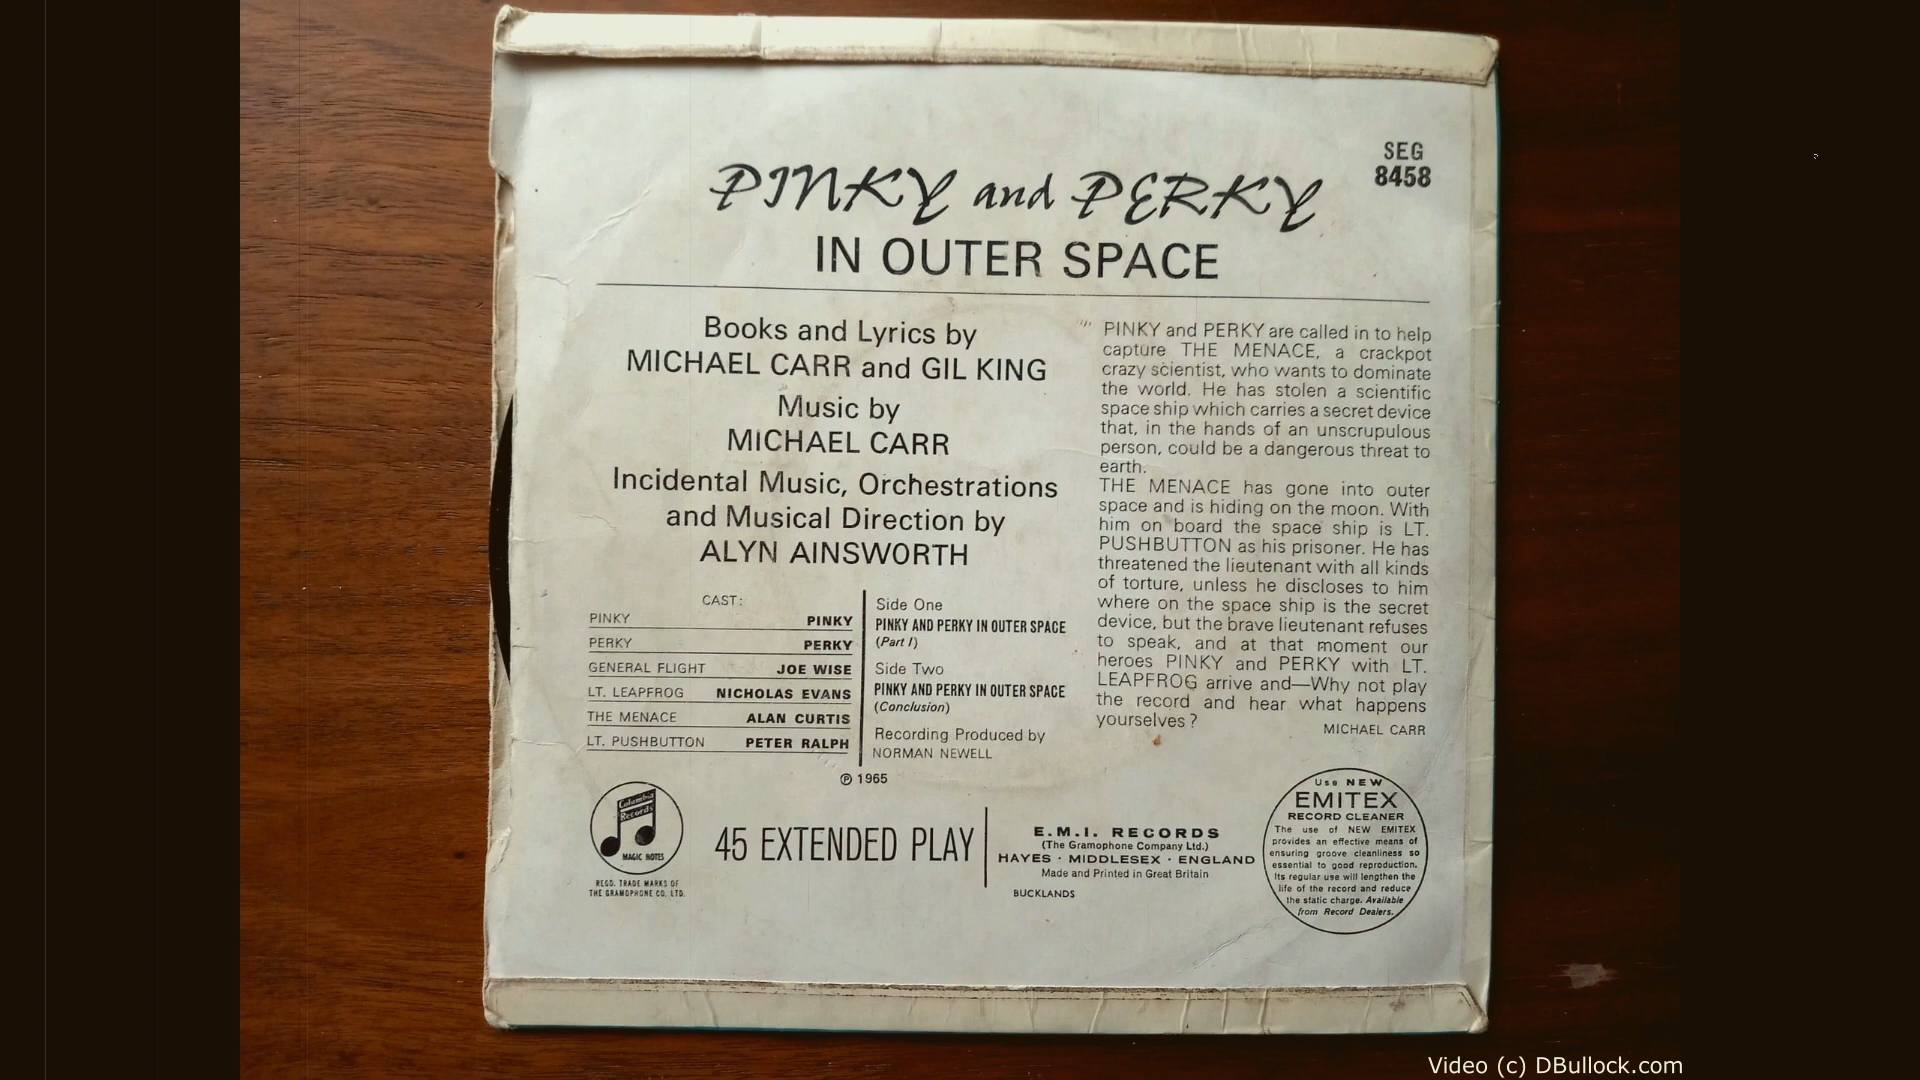 SEG
8458
PINKY and PERKY
IN OUTER SPACE
Books and Lyrics by
MICHAEL CARR and GIL KING
Music by
MICHAEL CARR
Incidental Music, Orchestrations
and Musical Direction by
ALYN AINSWORTH
CAST:
PINKY PINKY
PERKY PERKY
GENERAL FLIGHT JOE WISE
LT. LEAPFROG NICHOLAS EVANS
THE MENACE ALAN CURTIS
LT. PUSHBUTTON PETER RALPH
Side One
PINKY AND PERKY IN OUTER SPACE
(Part I)
Side Two
PINKY AND PERKY IN OUTER SPACE
(Conclusion)
Recording Produced by
NORMAN NEWELL
℗ 1965
PINKY and PERKY are called in to help
capture THE MENACE, a crackpot
crazy scientist, who wants to dominate
the world. He has stolen a scientific
space ship which carries a secret device
that, in the hands of an unscrupulous
person, could be a dangerous threat to
earth.
THE MENACE has gone into outer
space and is hiding on the moon. With
him on board the space ship is LT.
PUSHBUTTON as his prisoner. He has
threatened the lieutenant with all kinds
of torture, unless he discloses to him
where on the space ship is the secret
device, but the brave lieutenant refuses
to speak, and at that moment our
heroes PINKY and PERKY with LT.
LEAPFROG arrive and—Why not play
the record and hear what happens
yourselves?
MICHAEL CARR
Columbia
Records
MAGIC NOTES
REGD. TRADE MARKS OF
THE GRAMOPHONE CO. LTD.
45 EXTENDED PLAY
E.M.I. RECORDS
(The Gramophone Company Ltd.)
HAYES · MIDDLESEX · ENGLAND
Made and Printed in Great Britain
BUCKLANDS
Use NEW
EMITEX
RECORD CLEANER
The use of NEW EMITEX
provides an effective means of
ensuring groove cleanliness so
essential to good reproduction.
Its regular use will lengthen the
life of the record and reduce
the static charge. Available
from Record Dealers.
Video (c) DBullock.com